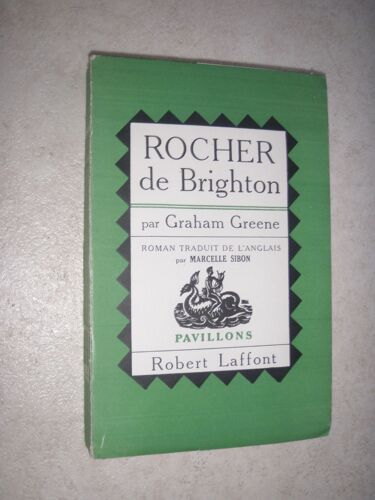 ROCHER
de Brighton
par Graham Greene
ROMAN TRADUIT DE L'ANGLAIS
par MARCELLE SIBON
PAVILLONS
Robert Laffont